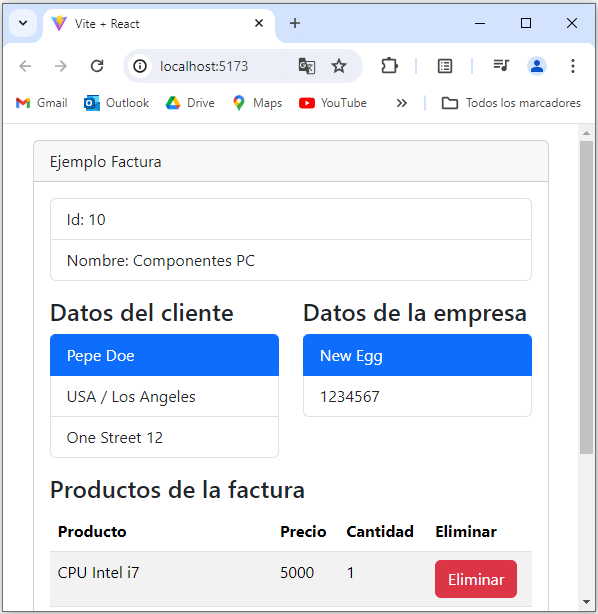 Vite + React
localhost:5173
Gmail Outlook Drive Maps YouTube » Todos los marcadores
Ejemplo Factura
Id: 10
Nombre: Componentes PC
Datos del cliente
Pepe Doe
USA / Los Angeles
One Street 12
Datos de la empresa
New Egg
1234567
Productos de la factura
Producto Precio Cantidad Eliminar
CPU Intel i7 5000 1 Eliminar